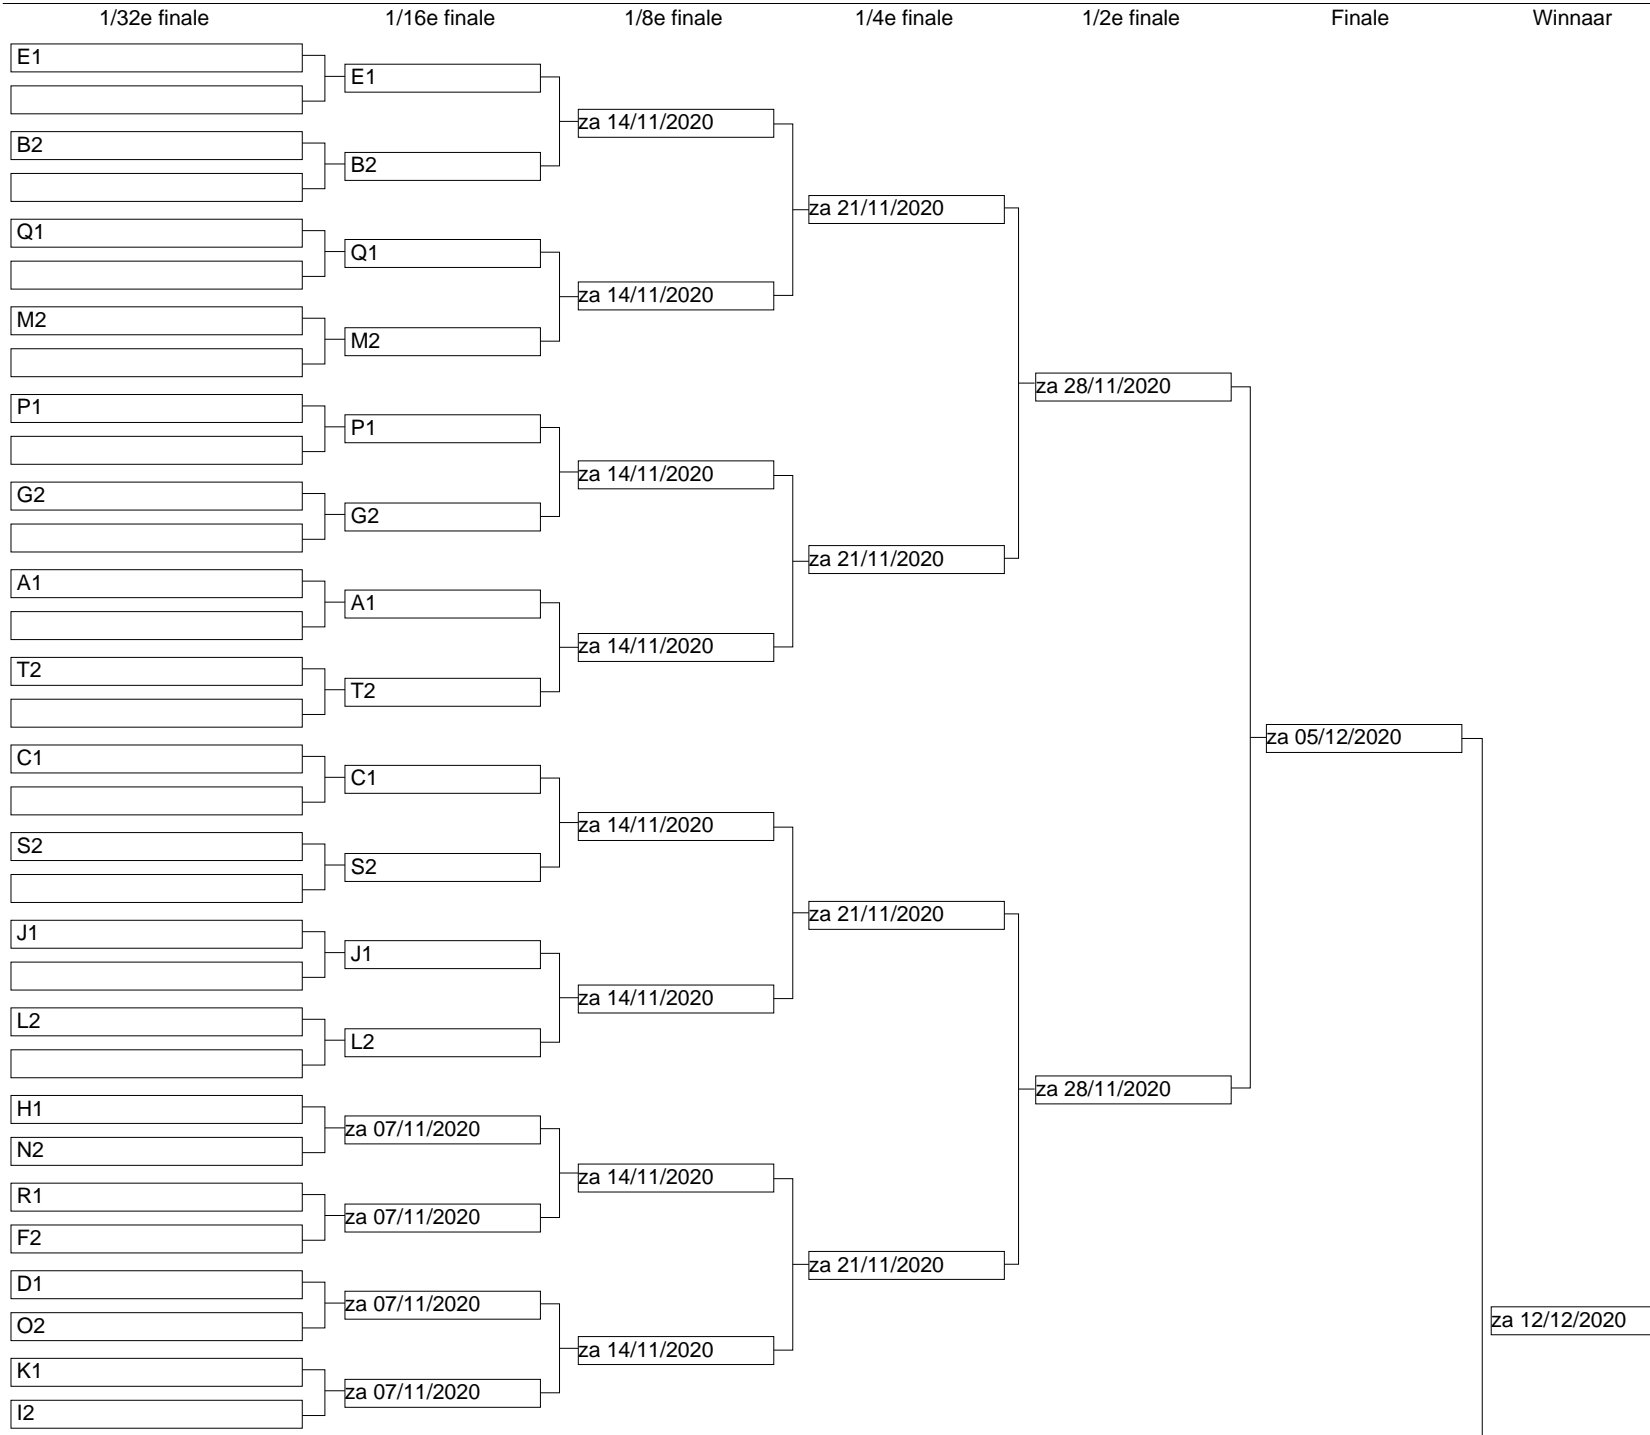 1/32e finale 1/16e finale 1/8e finale 1/4e finale 1/2e finale Finale Winnaar
E1
E1
za 14/11/2020
B2
B2
za 21/11/2020
Q1
Q1
za 14/11/2020
M2
M2
za 28/11/2020
P1
P1
za 14/11/2020
G2
G2
za 21/11/2020
A1
A1
za 14/11/2020
T2
T2
za 05/12/2020
C1
C1
za 14/11/2020
S2
S2
za 21/11/2020
J1
J1
za 14/11/2020
L2
L2
za 28/11/2020
H1
za 07/11/2020
N2
za 14/11/2020
R1
za 07/11/2020
F2
za 21/11/2020
D1
za 07/11/2020
O2
za 12/12/2020
za 14/11/2020
K1
za 07/11/2020
I2